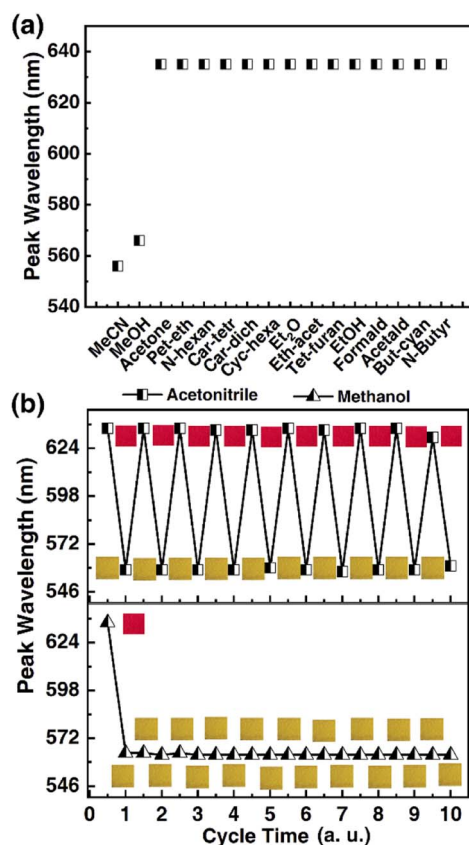 (a)
Peak Wavelength (nm)
640
620
600
580
560
540
MeCN
MeOH
Acetone
Pet-eth
N-hexan
Car-tetr
Car-dich
Cyc-hexa
Et2O
Eth-acet
Tet-furan
EtOH
Formald
Acetald
But-cyan
N-Butyr
Acetonitrile
Methanol
(b)
Peak Wavelength (nm)
624
598
572
546
624
598
572
546
0 1 2 3 4 5 6 7 8 9 10
Cycle Time (a. u.)